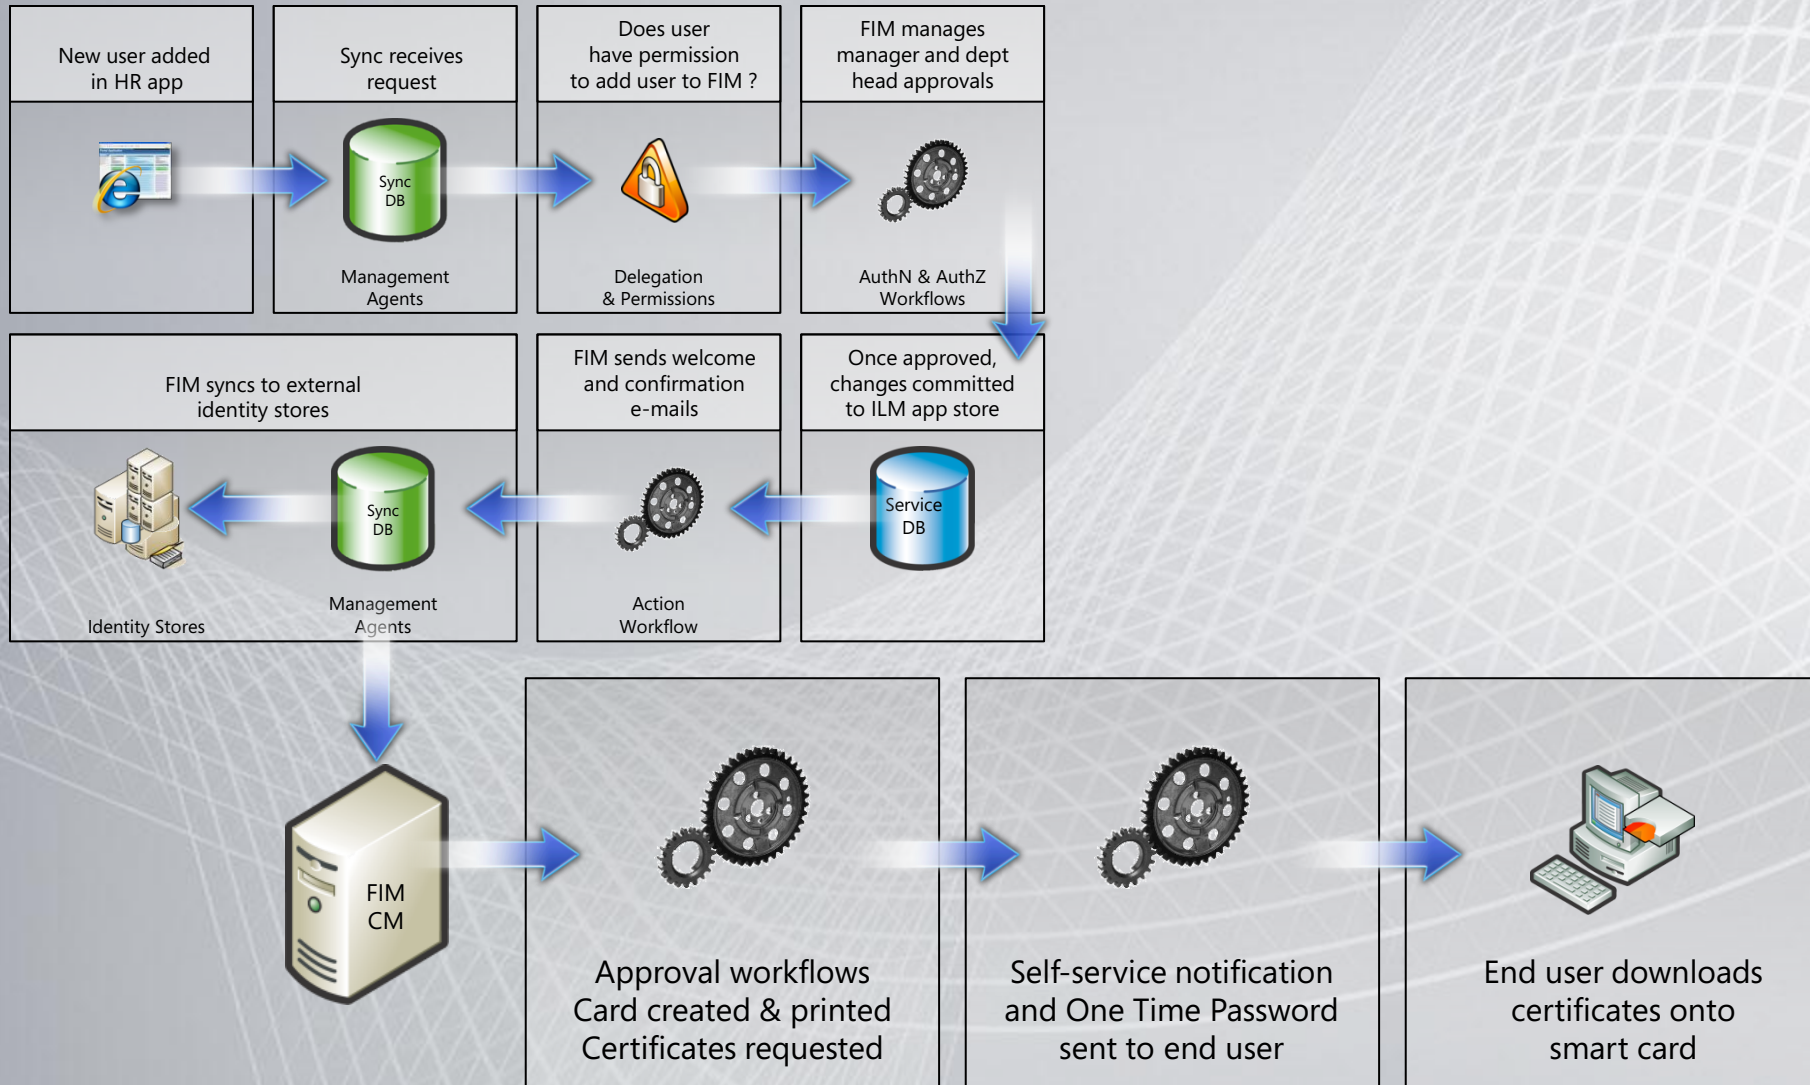 New user added
in HR app
Sync receives
request
Does user
have permission
to add user to FIM ?
FIM manages
manager and dept
head approvals
Sync
DB
Management
Agents
Delegation
& Permissions
AuthN & AuthZ
Workflows
FIM syncs to external
identity stores
FIM sends welcome
and confirmation
e-mails
Once approved,
changes committed
to ILM app store
Identity Stores
Sync
DB
Management
Agents
Action
Workflow
Service
DB
FIM
CM
Approval workflows
Card created & printed
Certificates requested
Self-service notification
and One Time Password
sent to end user
End user downloads
certificates onto
smart card